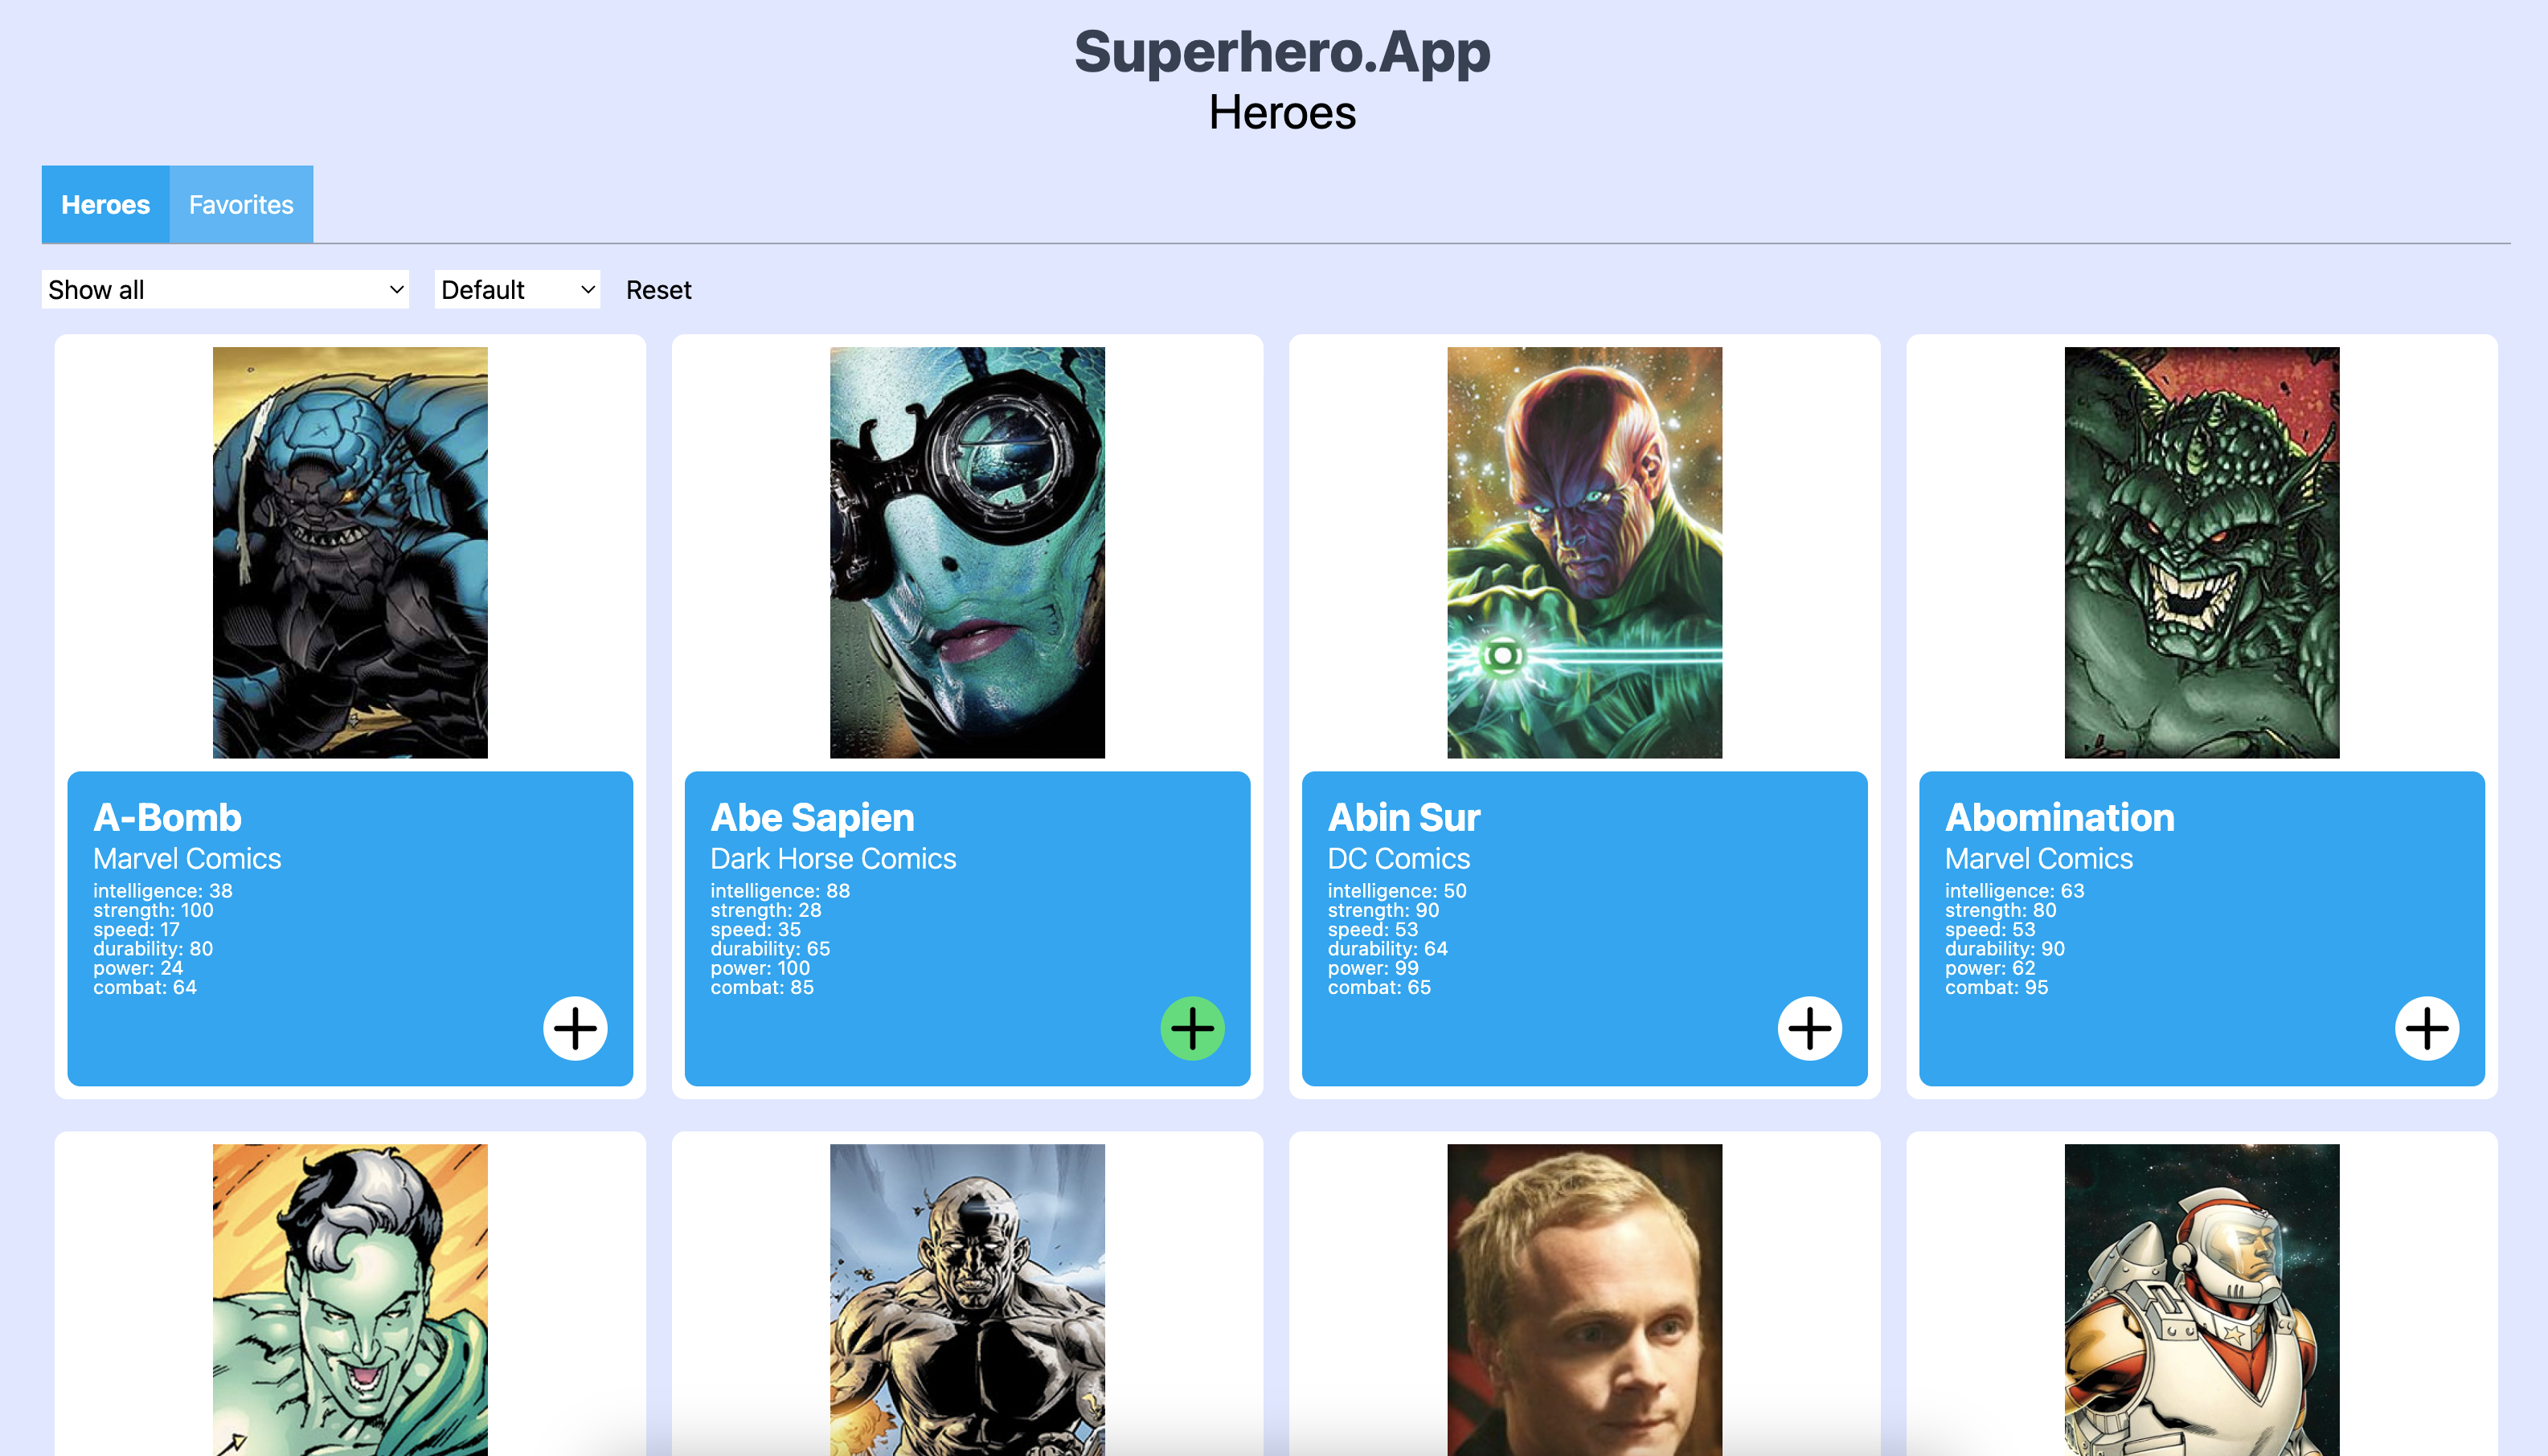 Superhero.App
Heroes
Heroes Favorites
Show all Default Reset
A-Bomb
Marvel Comics
intelligence: 38
strength: 100
speed: 17
durability: 80
power: 24
combat: 64
Abe Sapien
Dark Horse Comics
intelligence: 88
strength: 28
speed: 35
durability: 65
power: 100
combat: 85
Abin Sur
DC Comics
intelligence: 50
strength: 90
speed: 53
durability: 64
power: 99
combat: 65
Abomination
Marvel Comics
intelligence: 63
strength: 80
speed: 53
durability: 90
power: 62
combat: 95